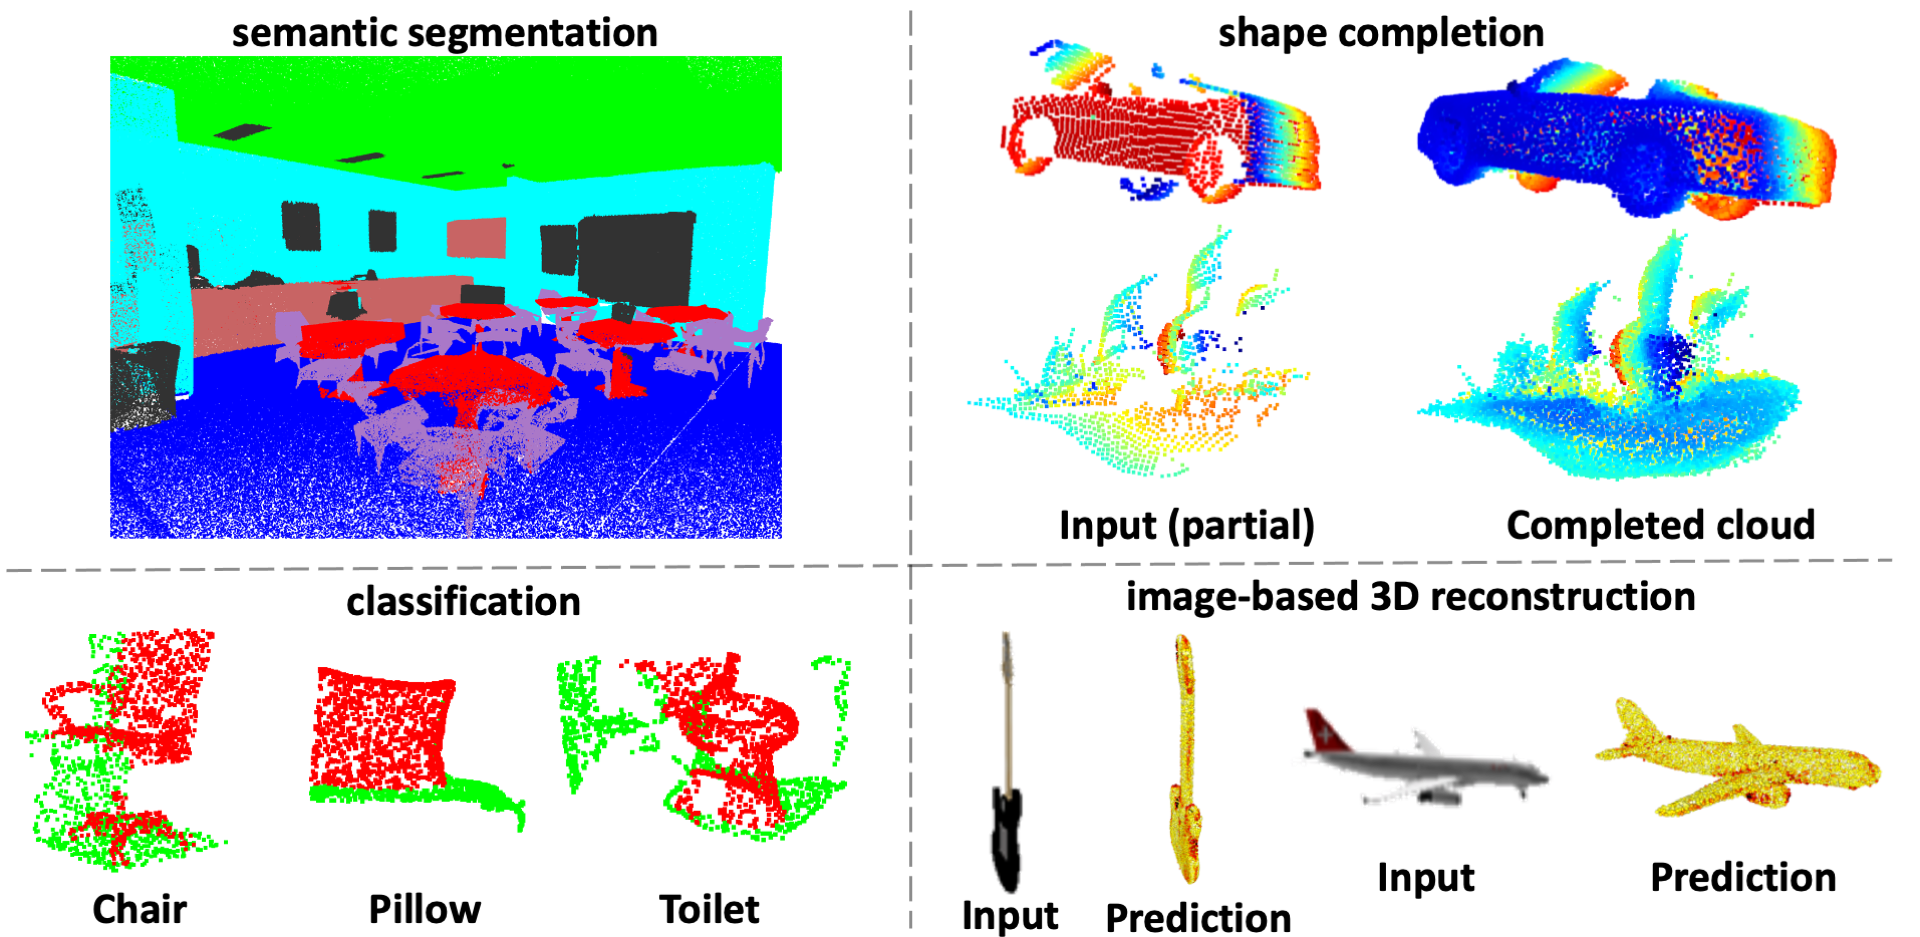 semantic segmentation
shape completion
Input (partial)
Completed cloud
classification
Chair
Pillow
Toilet
image-based 3D reconstruction
Input
Prediction
Input
Prediction